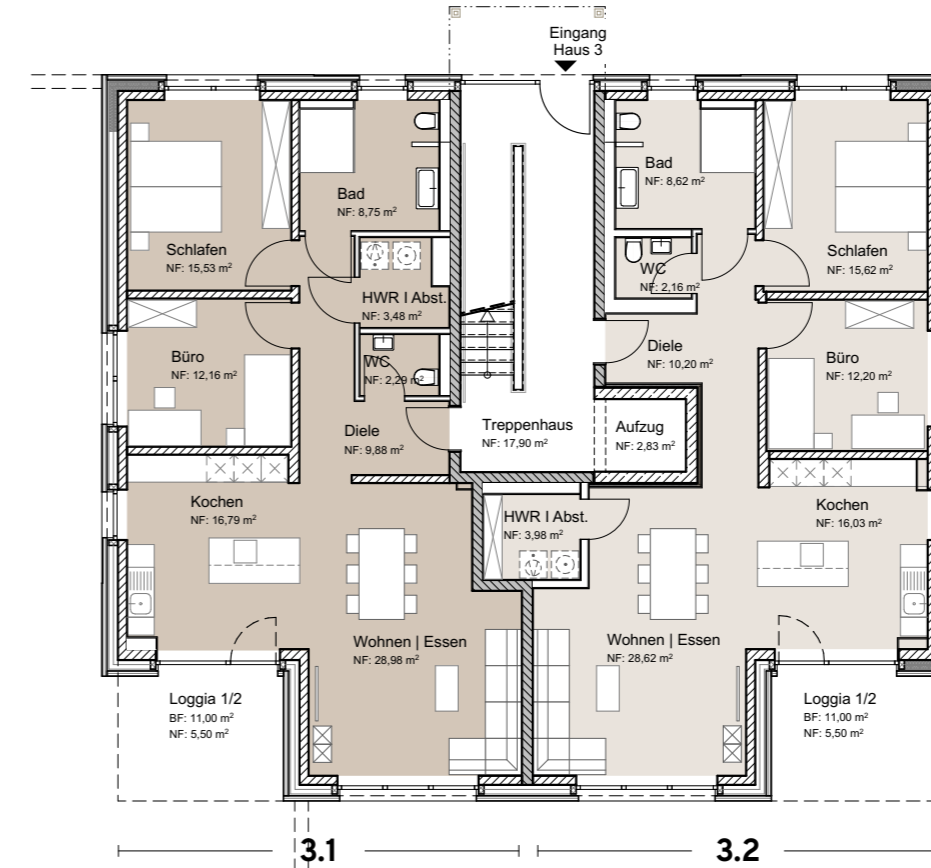 Eingang
Haus 3
Bad
NF: 8,75 m²
Bad
NF: 8,62 m²
Schlafen
NF: 15,53 m²
Schlafen
NF: 15,62 m²
WC
NF: 2,16 m²
HWR I Abst.
NF: 3,48 m²
Büro
NF: 12,16 m²
WC
NF: 2,29 m²
Diele
NF: 10,20 m²
Büro
NF: 12,20 m²
Diele
NF: 9,88 m²
Treppenhaus
NF: 17,90 m²
Aufzug
NF: 2,83 m²
Kochen
NF: 16,79 m²
HWR I Abst.
NF: 3,98 m²
Kochen
NF: 16,03 m²
Wohnen | Essen
NF: 28,98 m²
Wohnen | Essen
NF: 28,62 m²
Loggia 1/2
BF: 11,00 m²
NF: 5,50 m²
Loggia 1/2
BF: 11,00 m²
NF: 5,50 m²
3.1
3.2